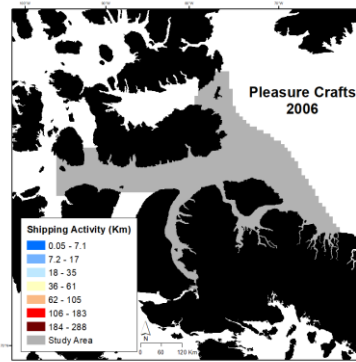 Pleasure Crafts
2006
Shipping Activity (Km)
0.05 - 7.1
7.2 - 17
18 - 35
36 - 61
62 - 105
106 - 183
184 - 288
Study Area
N
0 60 120 Km